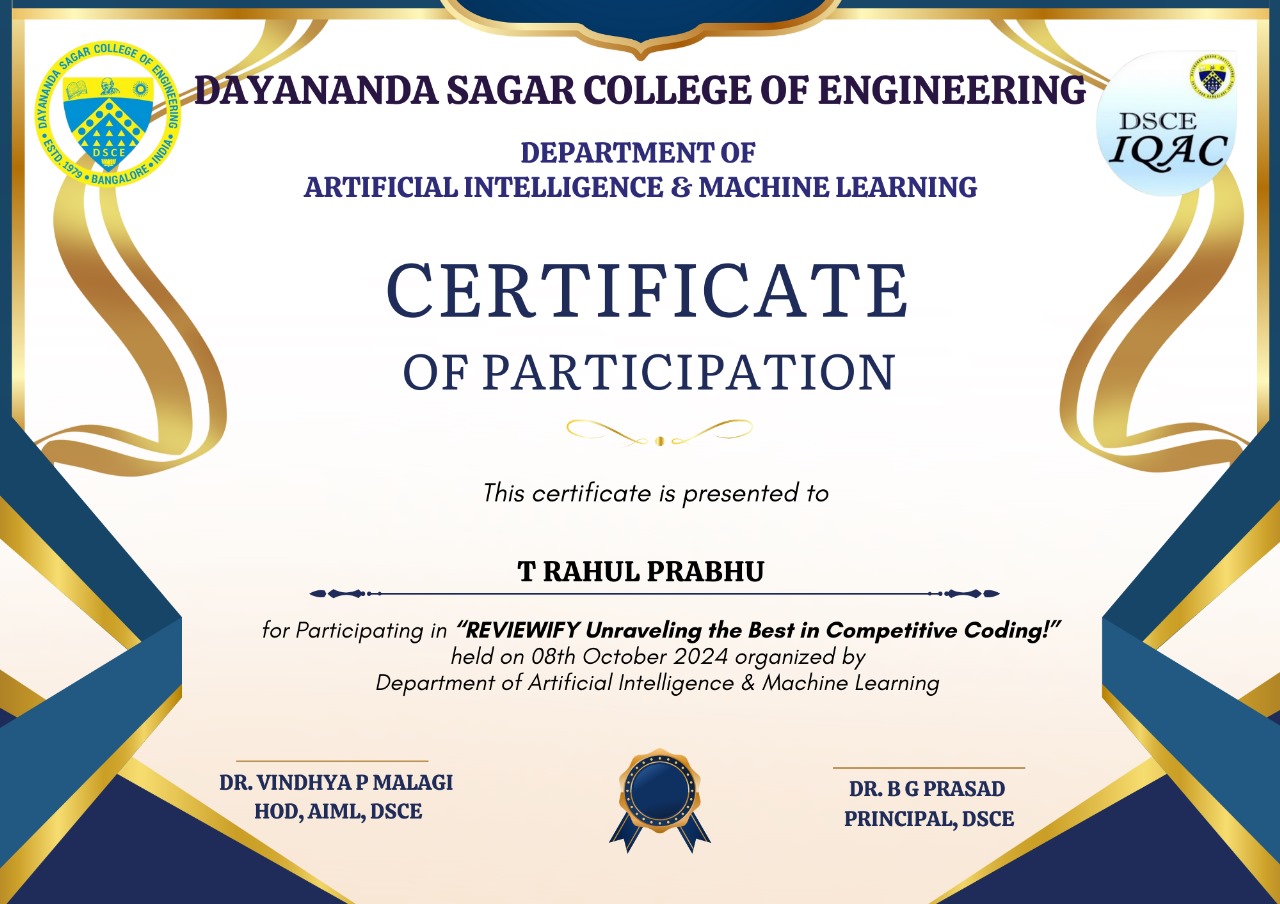 DAYANANDA SAGAR COLLEGE OF ENGINEERING
DAYANANDA SAGAR COLLEGE OF ENGINEERING
• ESTD. 1979 • BANGALORE • INDIA •
DSCE
DSCE
IQAC
DEPARTMENT OF
ARTIFICIAL INTELLIGENCE & MACHINE LEARNING
CERTIFICATE
OF PARTICIPATION
This certificate is presented to
T RAHUL PRABHU
for Participating in “REVIEWIFY Unraveling the Best in Competitive Coding!”
held on 08th October 2024 organized by
Department of Artificial Intelligence & Machine Learning
DR. VINDHYA P MALAGI
HOD, AIML, DSCE
DR. B G PRASAD
PRINCIPAL, DSCE